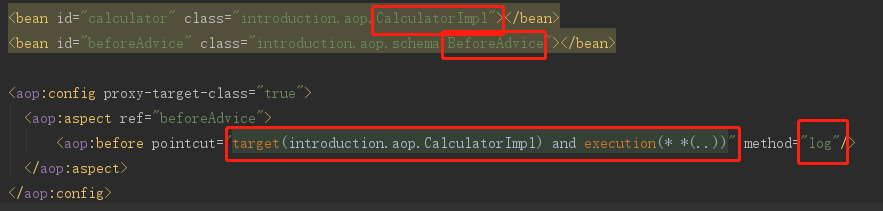 <bean id="calculator" class="introduction.aop.CalculatorImpl"></bean>
<bean id="beforeAdvice" class="introduction.aop.schema.BeforeAdvice"></bean>
<aop:config proxy-target-class="true">
<aop:aspect ref="beforeAdvice">
<aop:before pointcut="target(introduction.aop.CalculatorImpl) and execution(* *(..))" method="log"/>
</aop:aspect>
</aop:config>